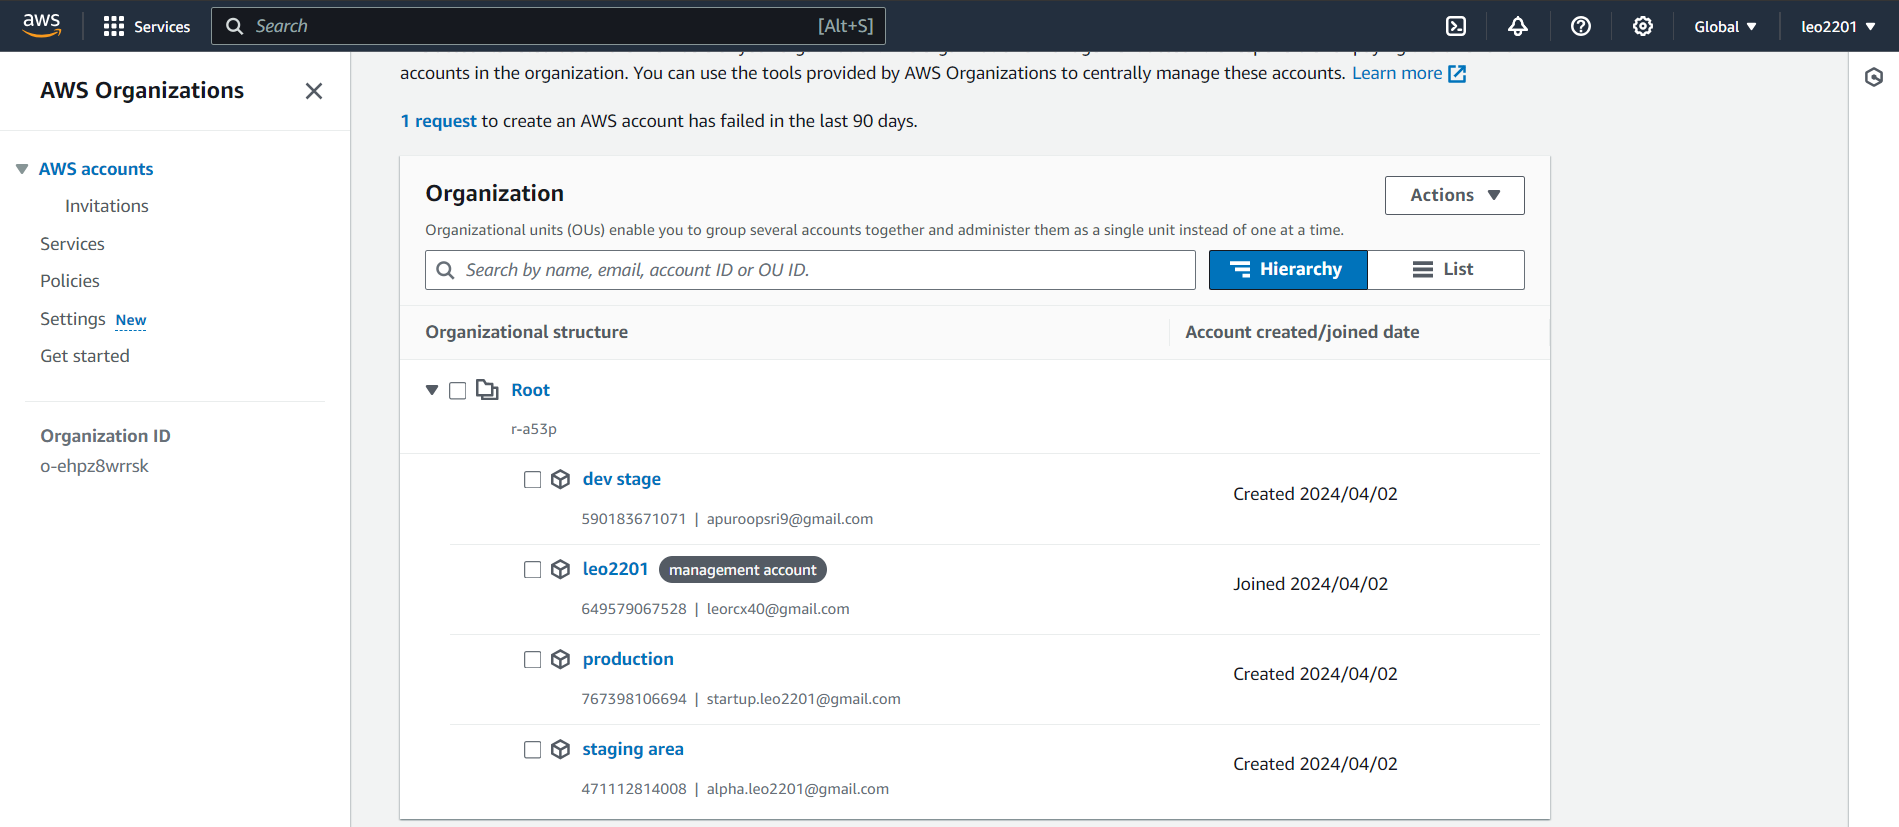 aws
Services
Search
[Alt+S]
Global
leo2201
AWS Organizations
AWS accounts
Invitations
Services
Policies
Settings New
Get started
Organization ID
o-ehpz8wrrsk
accounts in the organization. You can use the tools provided by AWS Organizations to centrally manage these accounts. Learn more
1 request to create an AWS account has failed in the last 90 days.
Organization
Actions
Organizational units (OUs) enable you to group several accounts together and administer them as a single unit instead of one at a time.
Search by name, email, account ID or OU ID.
Hierarchy
List
Organizational structure
Account created/joined date
Root
r-a53p
dev stage
590183671071 | apuroopsri9@gmail.com
Created 2024/04/02
leo2201 management account
649579067528 | leorcx40@gmail.com
Joined 2024/04/02
production
767398106694 | startup.leo2201@gmail.com
Created 2024/04/02
staging area
471112814008 | alpha.leo2201@gmail.com
Created 2024/04/02